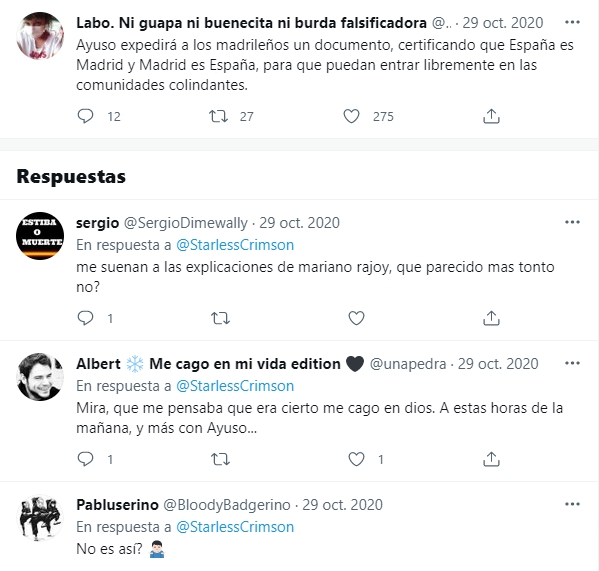 Labo. Ni guapa ni buenecita ni burda falsificadora @.. · 29 oct. 2020
Ayuso expedirá a los madrileños un documento, certificando que España es
Madrid y Madrid es España, para que puedan entrar libremente en las
comunidades colindantes.
12 27 275
Respuestas
ESTIBA
O
MUERTE
sergio @SergioDimewally · 29 oct. 2020
En respuesta a @StarlessCrimson
me suenan a las explicaciones de mariano rajoy, que parecido mas tonto
no?
1
Albert ❄️ Me cago en mi vida edition 🖤 @unapedra · 29 oct. 2020
En respuesta a @StarlessCrimson
Mira, que me pensaba que era cierto me cago en dios. A estas horas de la
mañana, y más con Ayuso...
1 1
Pabluserino @BloodyBadgerino · 29 oct. 2020
En respuesta a @StarlessCrimson
No es así? 🤷🏻‍♂️